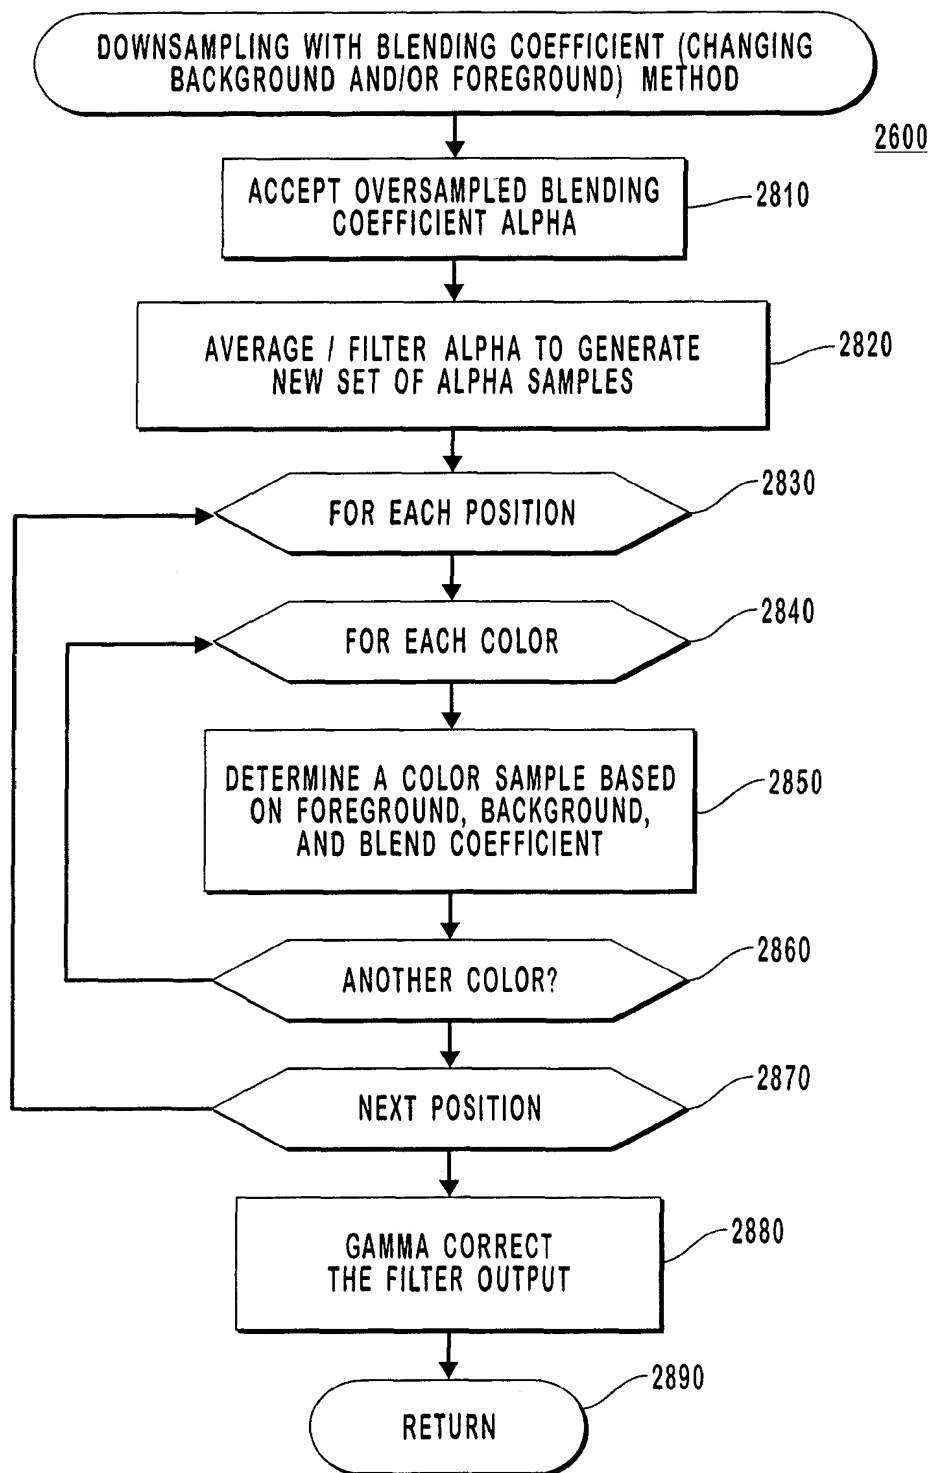 DOWNSAMPLING WITH BLENDING COEFFICIENT (CHANGING
BACKGROUND AND/OR FOREGROUND) METHOD
2600
ACCEPT OVERSAMPLED BLENDING
COEFFICIENT ALPHA
2810
AVERAGE / FILTER ALPHA TO GENERATE
NEW SET OF ALPHA SAMPLES
2820
FOR EACH POSITION
2830
FOR EACH COLOR
2840
DETERMINE A COLOR SAMPLE BASED
ON FOREGROUND, BACKGROUND,
AND BLEND COEFFICIENT
2850
ANOTHER COLOR?
2860
NEXT POSITION
2870
GAMMA CORRECT
THE FILTER OUTPUT
2880
RETURN
2890